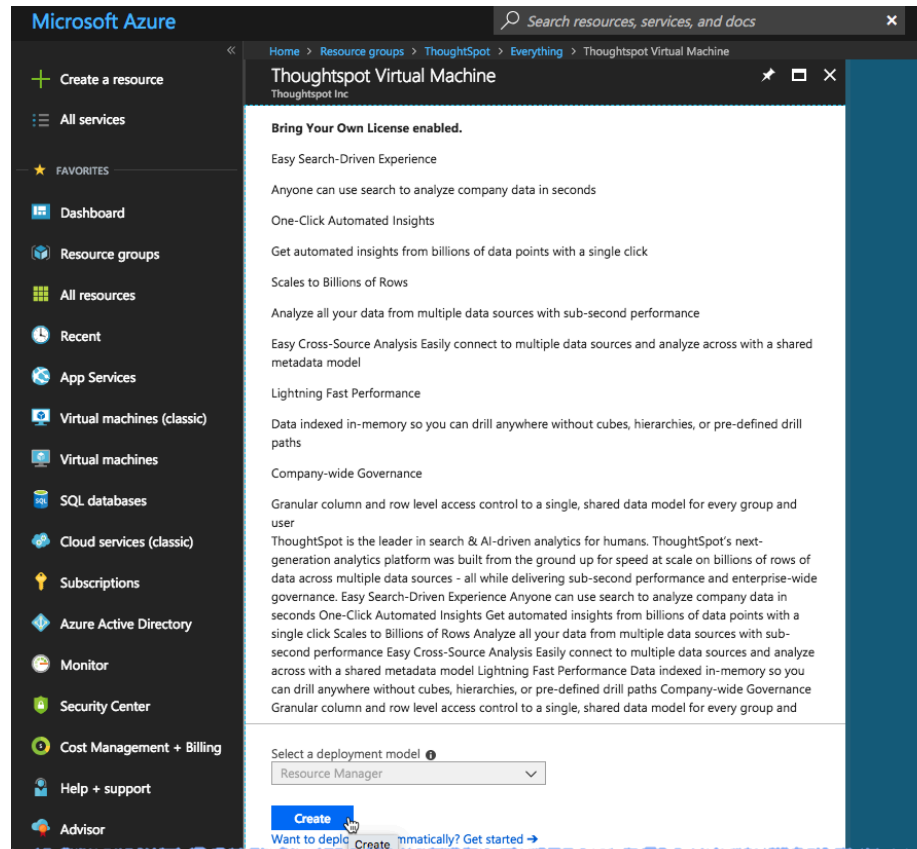 Microsoft Azure
Search resources, services, and docs
Home > Resource groups > ThoughtSpot > Everything > Thoughtspot Virtual Machine
Create a resource
All services
FAVORITES
Dashboard
Resource groups
All resources
Recent
App Services
Virtual machines (classic)
Virtual machines
SQL databases
Cloud services (classic)
Subscriptions
Azure Active Directory
Monitor
Security Center
Cost Management + Billing
Help + support
Advisor
Thoughtspot Virtual Machine
Thoughtspot Inc
Bring Your Own License enabled.
Easy Search-Driven Experience
Anyone can use search to analyze company data in seconds
One-Click Automated Insights
Get automated insights from billions of data points with a single click
Scales to Billions of Rows
Analyze all your data from multiple data sources with sub-second performance
Easy Cross-Source Analysis Easily connect to multiple data sources and analyze across with a shared
metadata model
Lightning Fast Performance
Data indexed in-memory so you can drill anywhere without cubes, hierarchies, or pre-defined drill
paths
Company-wide Governance
Granular column and row level access control to a single, shared data model for every group and
user
ThoughtSpot is the leader in search & AI-driven analytics for humans. ThoughtSpot's next-
generation analytics platform was built from the ground up for speed at scale on billions of rows of
data across multiple data sources - all while delivering sub-second performance and enterprise-wide
governance. Easy Search-Driven Experience Anyone can use search to analyze company data in
seconds One-Click Automated Insights Get automated insights from billions of data points with a
single click Scales to Billions of Rows Analyze all your data from multiple data sources with sub-
second performance Easy Cross-Source Analysis Easily connect to multiple data sources and analyze
across with a shared metadata model Lightning Fast Performance Data indexed in-memory so you
can drill anywhere without cubes, hierarchies, or pre-defined drill paths Company-wide Governance
Granular column and row level access control to a single, shared data model for every group and
Select a deployment model
Resource Manager
Create
Want to deplo mmatically? Get started →
Create